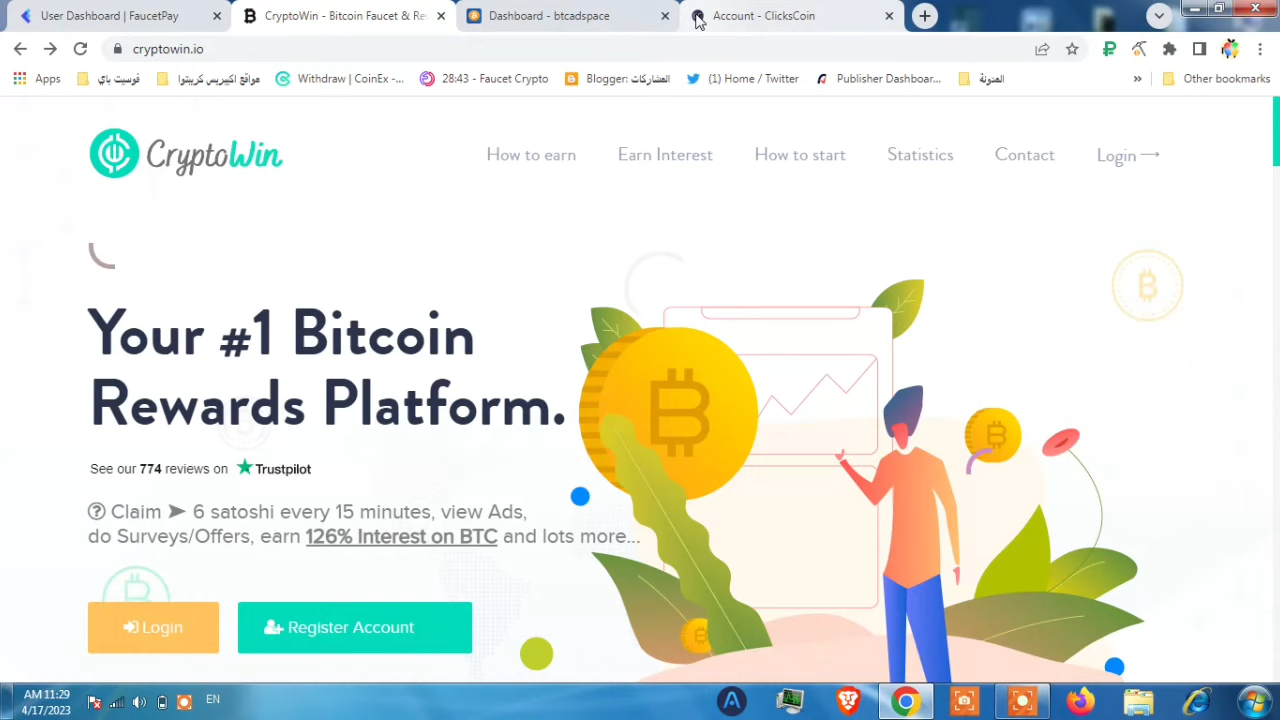 User Dashboard | FaucetPay
CryptoWin - Bitcoin Faucet & Re
Dashboard - btcadspace
Account - ClicksCoin
cryptowin.io
Apps
فوسيت باي
مواقع اكيبريس كريبتوا
Withdraw | CoinEx -...
28:43 - Faucet Crypto
Blogger: المشاركات
(1) Home / Twitter
Publisher Dashboar...
المدونة
»
Other bookmarks
CryptoWin
How to earn
Earn Interest
How to start
Statistics
Contact
Login
Your #1 Bitcoin
Rewards Platform.
See our 774 reviews on Trustpilot
Claim ➤ 6 satoshi every 15 minutes, view Ads,
do Surveys/Offers, earn 126% Interest on BTC and lots more...
Login
Register Account
AM 11:29
4/17/2023
EN